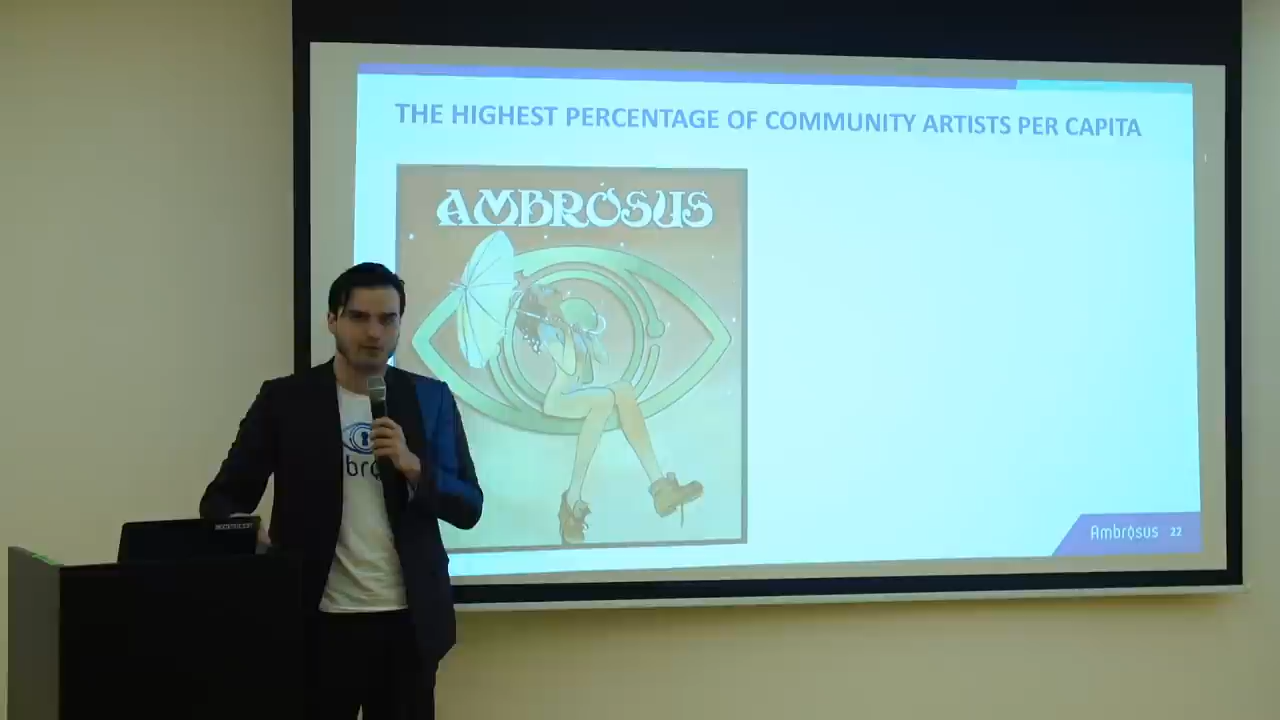 THE HIGHEST PERCENTAGE OF COMMUNITY ARTISTS PER CAPITA
AMBROSUS
Ambrosus 22